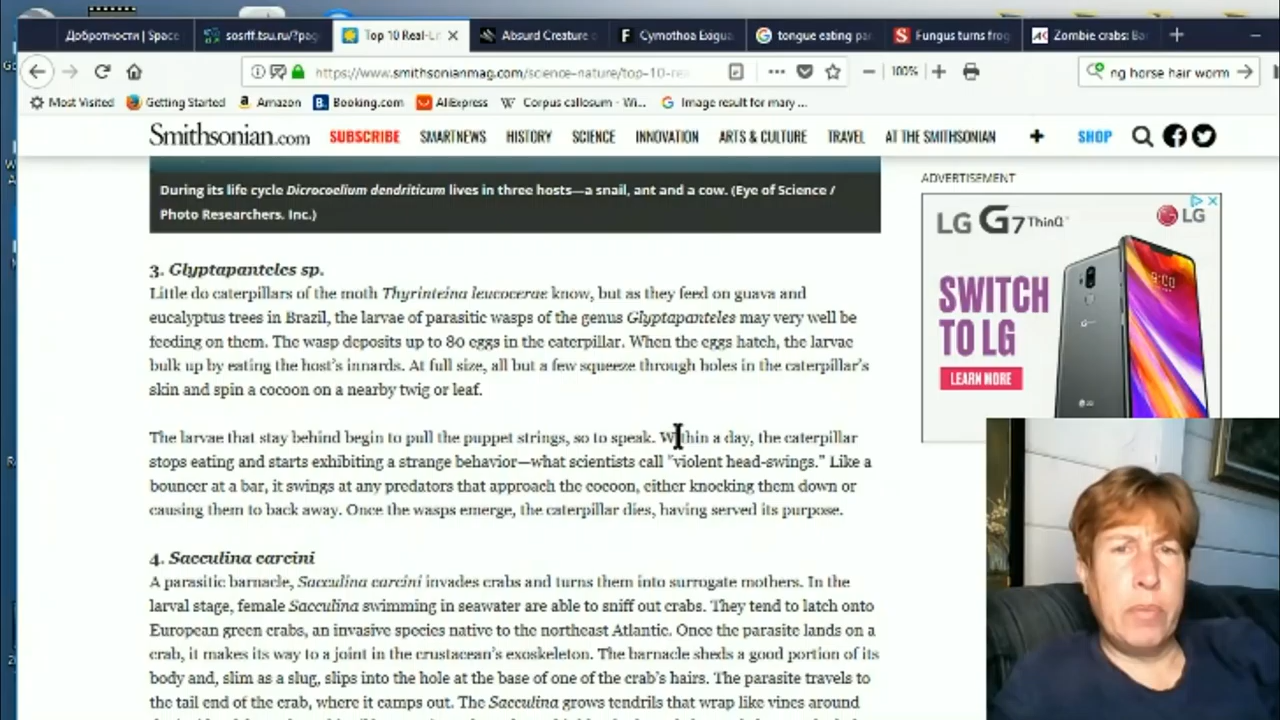 Добротности | Space
sosrff.tsu.ru/?pag
Top 10 Real-Li
Absurd Creature o
Cymothoa Exigua
tongue eating par
Fungus turns frog
Zombie crabs: Ba
https://www.smithsonianmag.com/science-nature/top-10-rea
100%
ng horse hair worm
Most Visited
Getting Started
Amazon
Booking.com
AliExpress
Corpus callosum - Wi...
Image result for mary ...
Smithsonian.com
SUBSCRIBE
SMARTNEWS
HISTORY
SCIENCE
INNOVATION
ARTS & CULTURE
TRAVEL
AT THE SMITHSONIAN
SHOP
During its life cycle Dicrocoelium dendriticum lives in three hosts—a snail, ant and a cow. (Eye of Science /
Photo Researchers, Inc.)
3. Glyptapanteles sp.
Little do caterpillars of the moth Thyrinteina leucocerae know, but as they feed on guava and
eucalyptus trees in Brazil, the larvae of parasitic wasps of the genus Glyptapanteles may very well be
feeding on them. The wasp deposits up to 80 eggs in the caterpillar. When the eggs hatch, the larvae
bulk up by eating the host's innards. At full size, all but a few squeeze through holes in the caterpillar's
skin and spin a cocoon on a nearby twig or leaf.
The larvae that stay behind begin to pull the puppet strings, so to speak. Within a day, the caterpillar
stops eating and starts exhibiting a strange behavior—what scientists call "violent head-swings." Like a
bouncer at a bar, it swings at any predators that approach the cocoon, either knocking them down or
causing them to back away. Once the wasps emerge, the caterpillar dies, having served its purpose.
4. Sacculina carcini
A parasitic barnacle, Sacculina carcini invades crabs and turns them into surrogate mothers. In the
larval stage, female Sacculina swimming in seawater are able to sniff out crabs. They tend to latch onto
European green crabs, an invasive species native to the northeast Atlantic. Once the parasite lands on a
crab, it makes its way to a joint in the crustacean's exoskeleton. The barnacle sheds a good portion of its
body and, slim as a slug, slips into the hole at the base of one of the crab's hairs. The parasite travels to
the tail end of the crab, where it camps out. The Sacculina grows tendrils that wrap like vines around
ADVERTISEMENT
LG G7 ThinQ
LG
SWITCH
TO LG
LEARN MORE
9:00